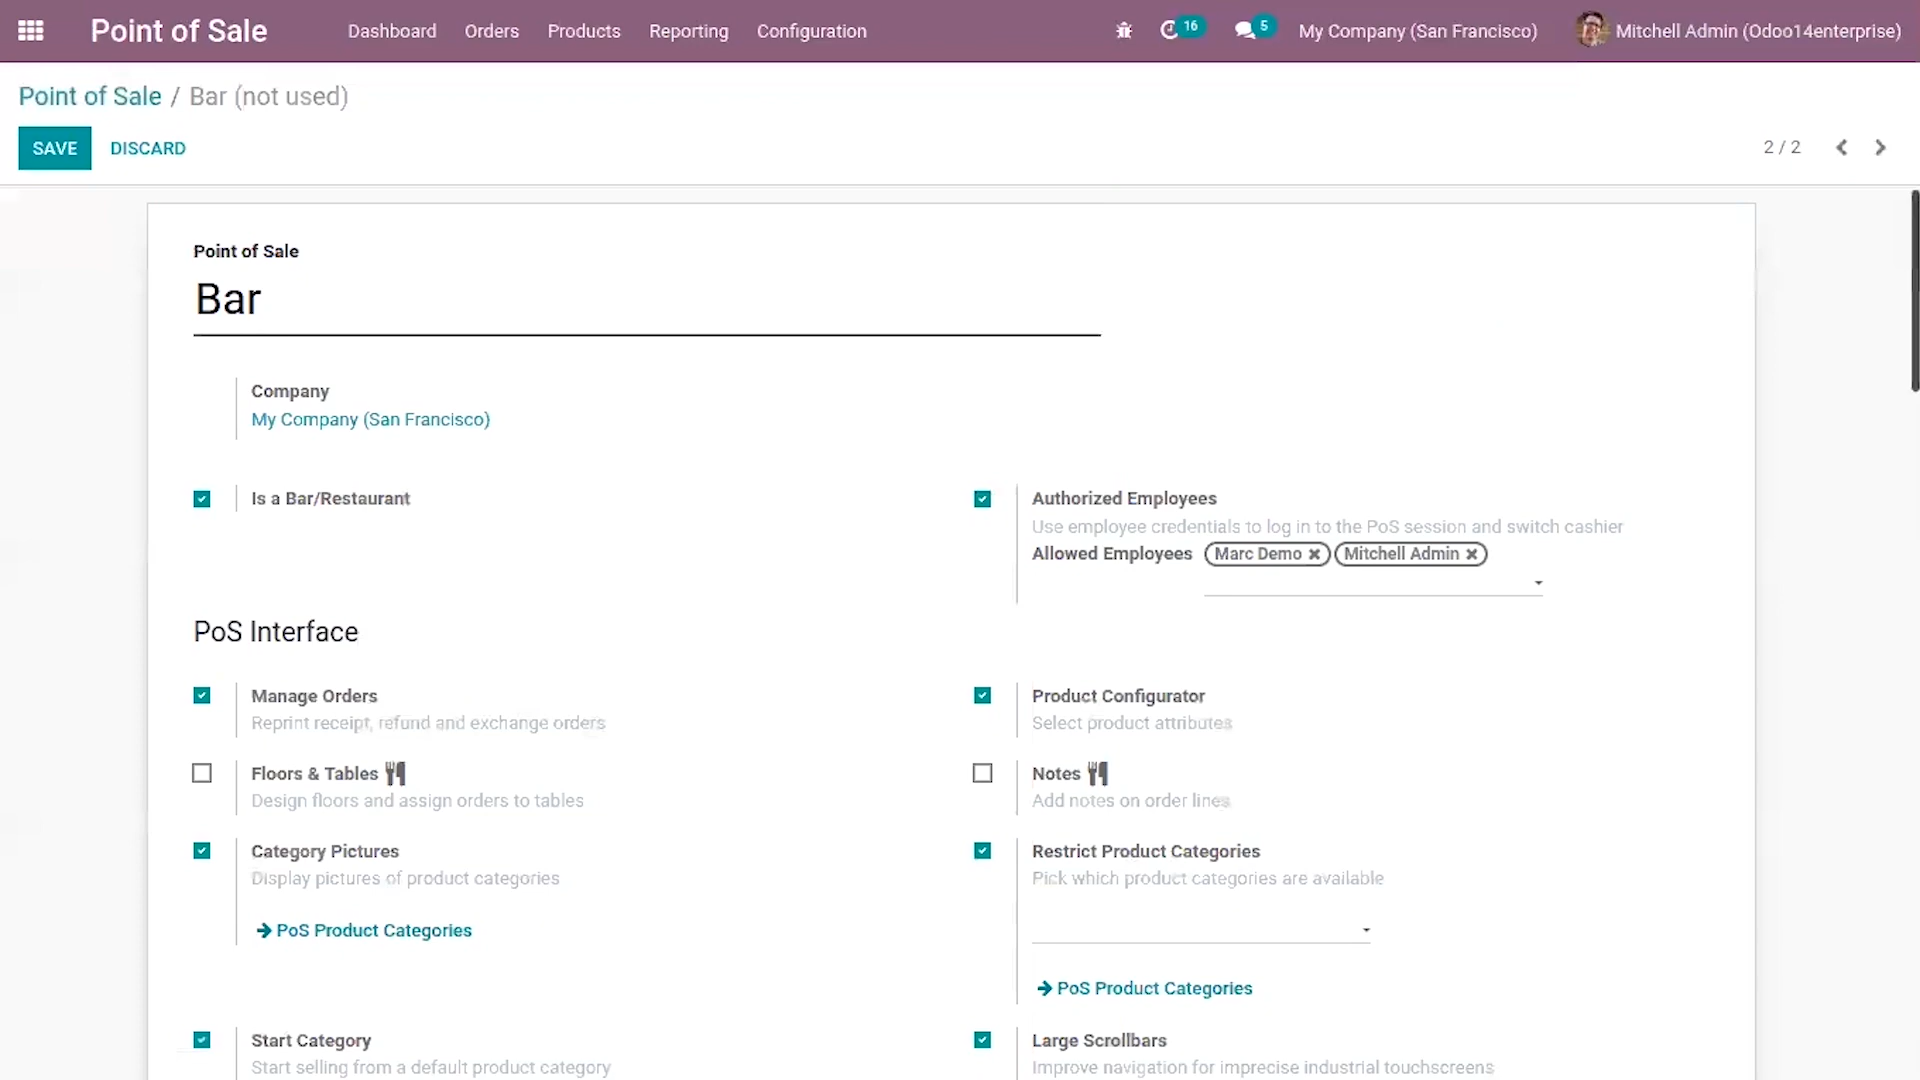 Point of Sale Dashboard Orders Products Reporting Configuration 16 5 My Company (San Francisco) Mitchell Admin (Odoo14enterprise)
Point of Sale / Bar (not used)
SAVE DISCARD 2 / 2
Point of Sale
Bar
Company
My Company (San Francisco)
Is a Bar/Restaurant
Authorized Employees
Use employee credentials to log in to the PoS session and switch cashier
Allowed Employees Marc Demo Mitchell Admin
PoS Interface
Manage Orders
Reprint receipt, refund and exchange orders
Product Configurator
Select product attributes
Floors & Tables
Design floors and assign orders to tables
Notes
Add notes on order lines
Category Pictures
Display pictures of product categories
PoS Product Categories
Restrict Product Categories
Pick which product categories are available
PoS Product Categories
Start Category
Start selling from a default product category
Large Scrollbars
Improve navigation for imprecise industrial touchscreens